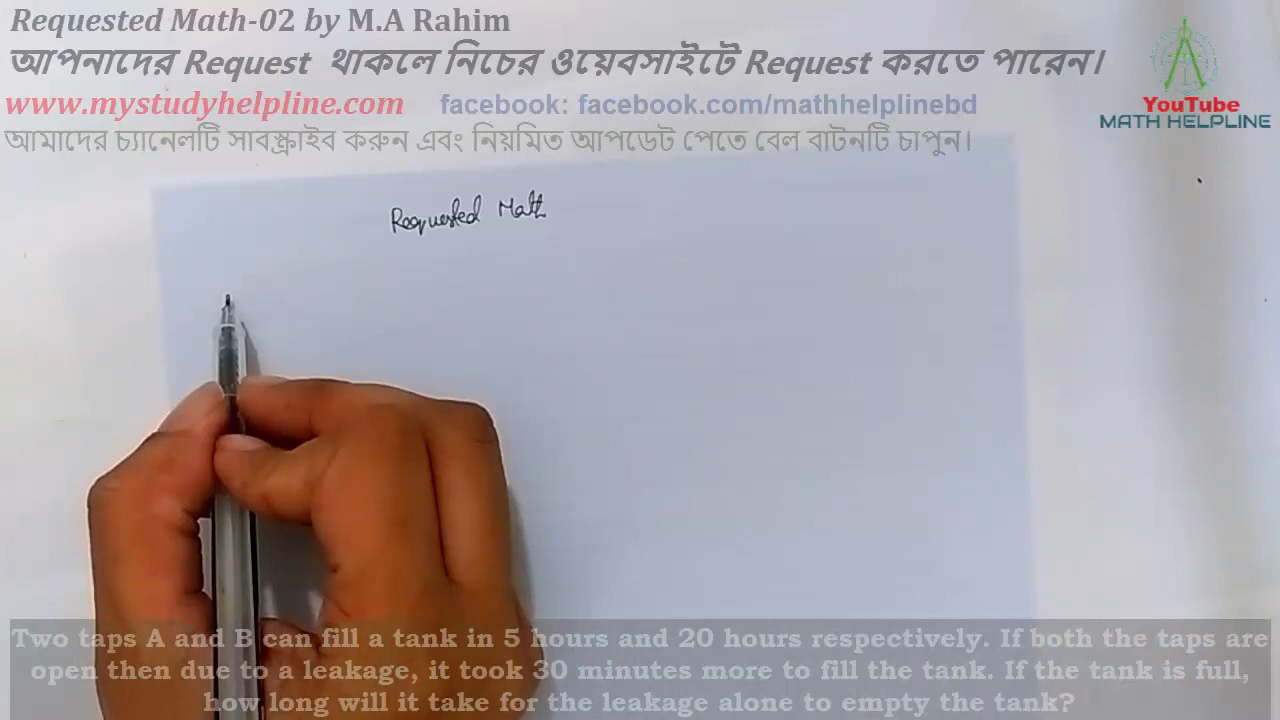 Requested Math-02 by M.A Rahim
আপনাদের Request থাকলে নিচের ওয়েবসাইটে Request করতে পারেন।
www.mystudyhelpline.com facebook: facebook.com/mathhelplinebd
YouTube
MATH HELPLINE
আমাদের চ্যানেলটি সাবস্ক্রাইব করুন এবং নিয়মিত আপডেট পেতে বেল বাটনটি চাপুন।
Requested Math
Two taps A and B can fill a tank in 5 hours and 20 hours respectively. If both the taps are
open then due to a leakage, it took 30 minutes more to fill the tank. If the tank is full,
how long will it take for the leakage alone to empty the tank?